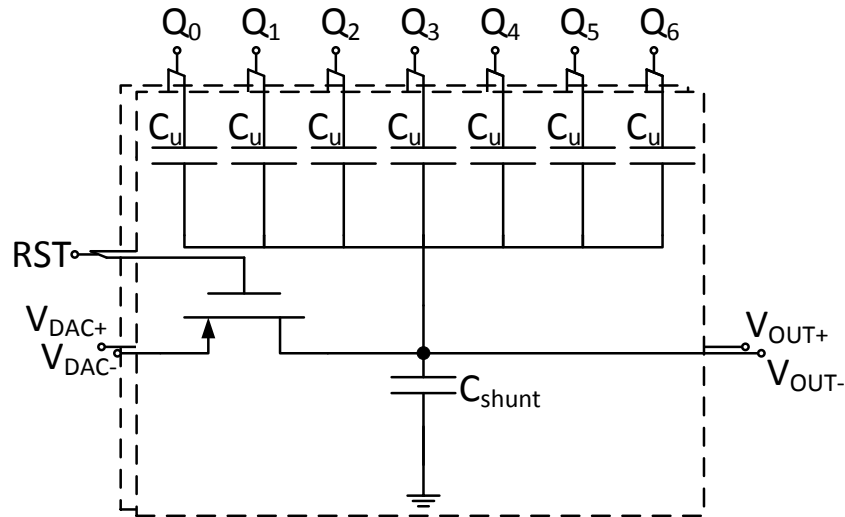 Q0 Q1 Q2 Q3 Q4 Q5 Q6
Cu Cu Cu Cu Cu Cu Cu
RST
VDAC+
VDAC-
VOUT+
VOUT-
Cshunt